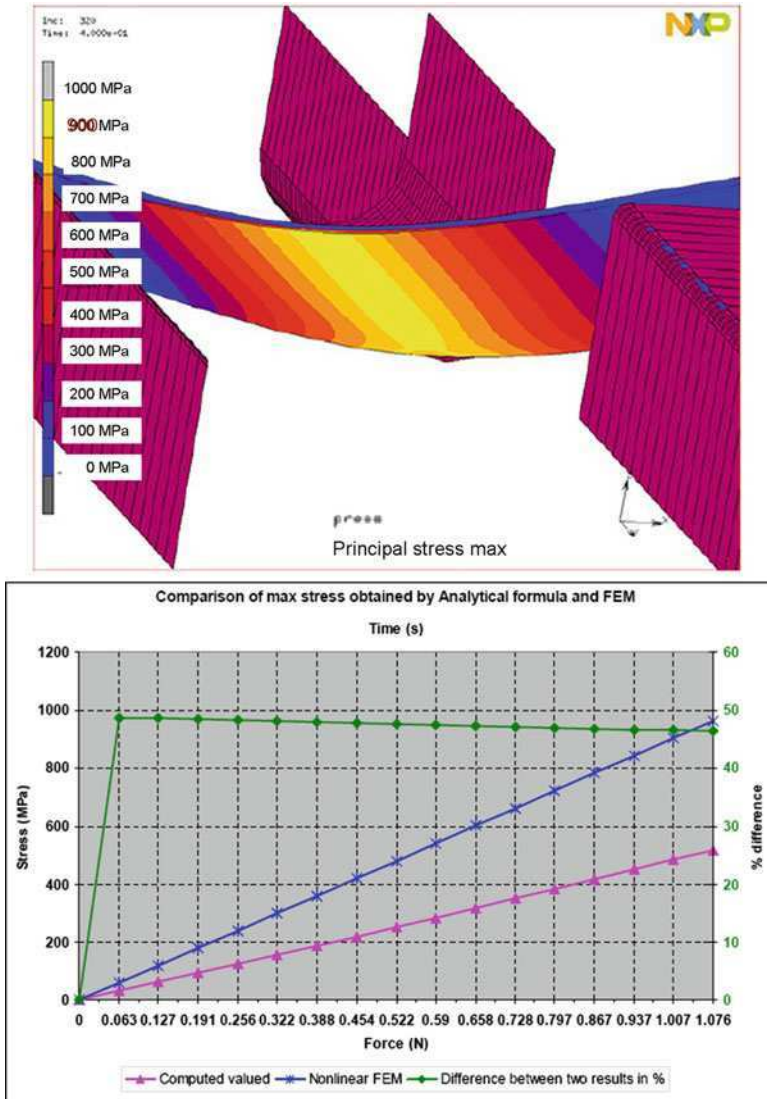 Inc: 320
Time: 4.000e-01
NXP
1000 MPa
900 MPa
800 MPa
700 MPa
600 MPa
500 MPa
400 MPa
300 MPa
200 MPa
100 MPa
0 MPa
press
Principal stress max
Comparison of max stress obtained by Analytical formula and FEM
Time (s)
1200
1000
800
600
400
200
0
Stress (MPa)
60
50
40
30
20
10
0
% difference
0 0.063 0.127 0.191 0.256 0.322 0.388 0.454 0.522 0.59 0.658 0.728 0.797 0.867 0.937 1.007 1.076
Force (N)
Computed valued Nonlinear FEM Difference between two results in %